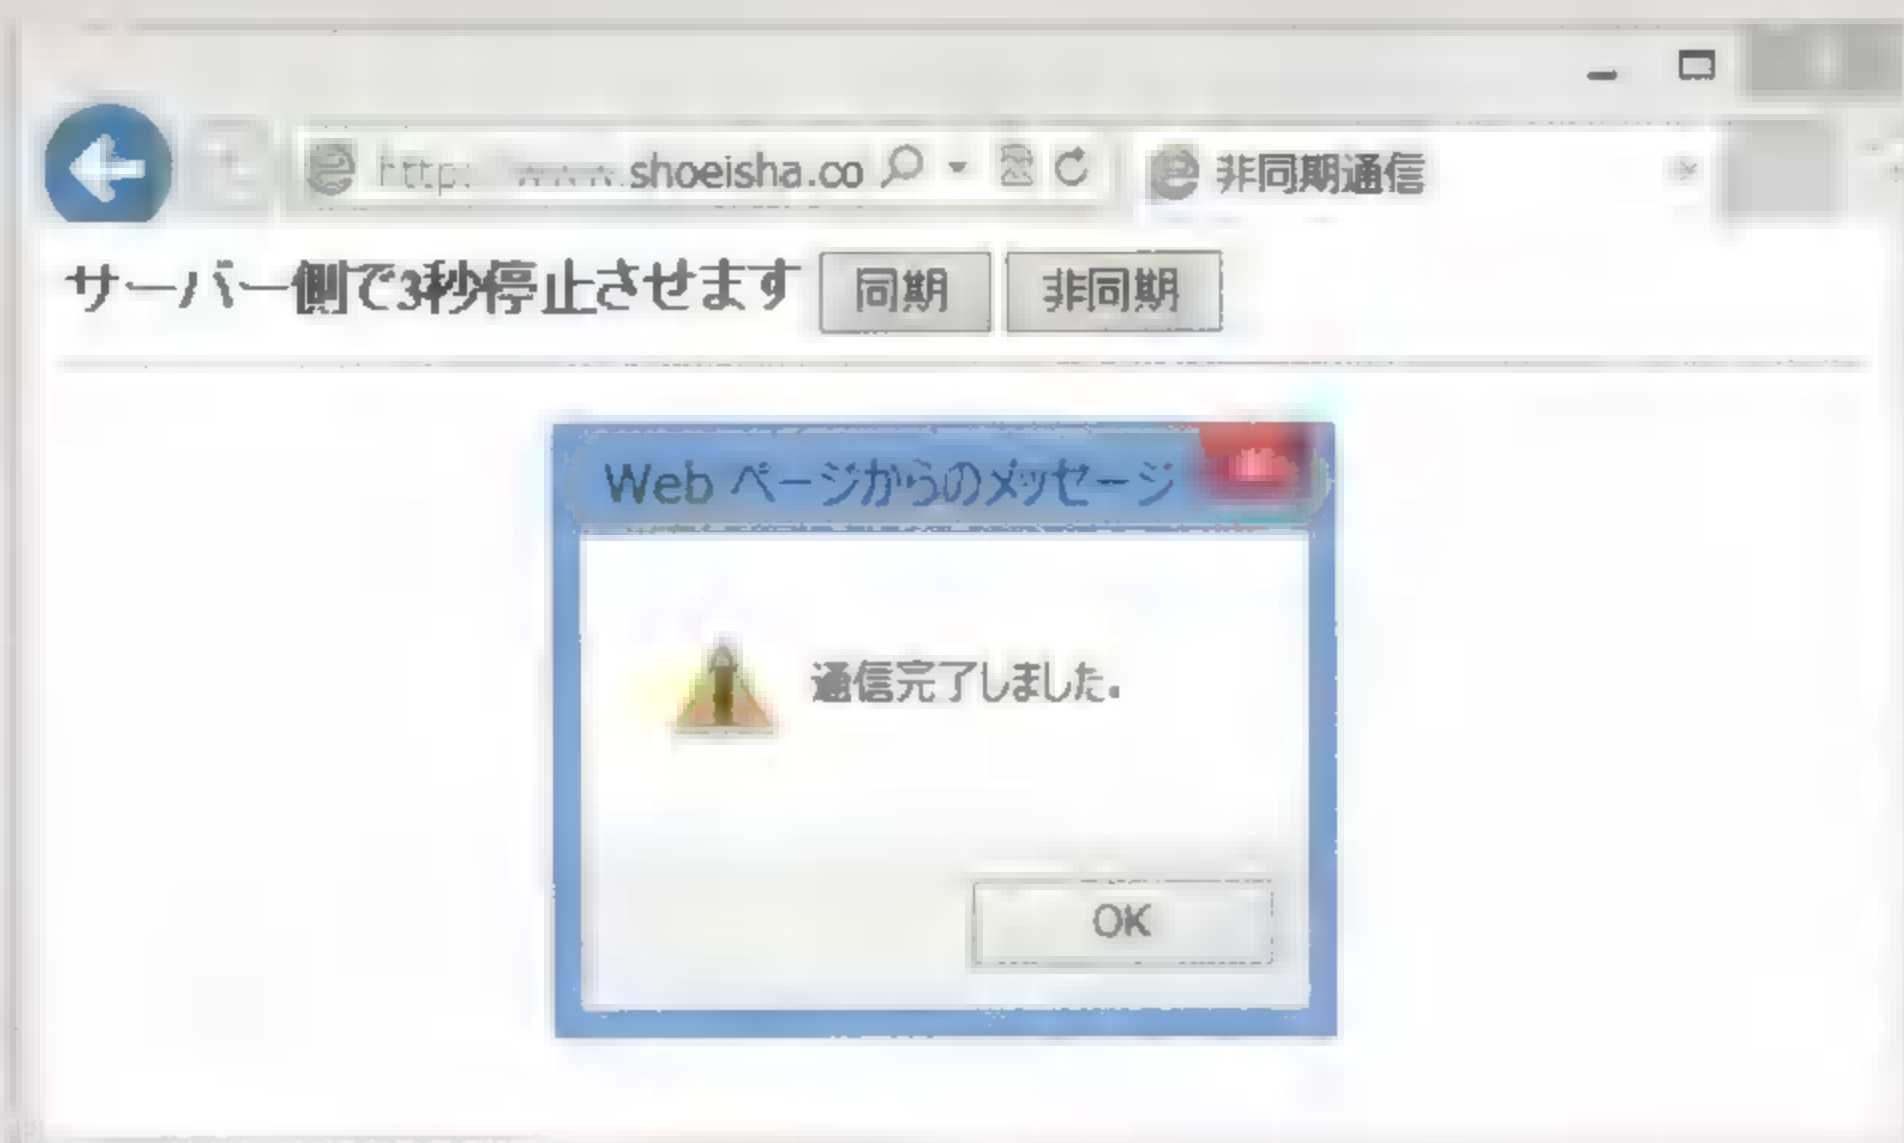 http: www.shoeisha.co
非同期通信
サーバー側で3秒停止させます 同期 非同期
Web ページからのメッセージ
通信完了しました。
OK